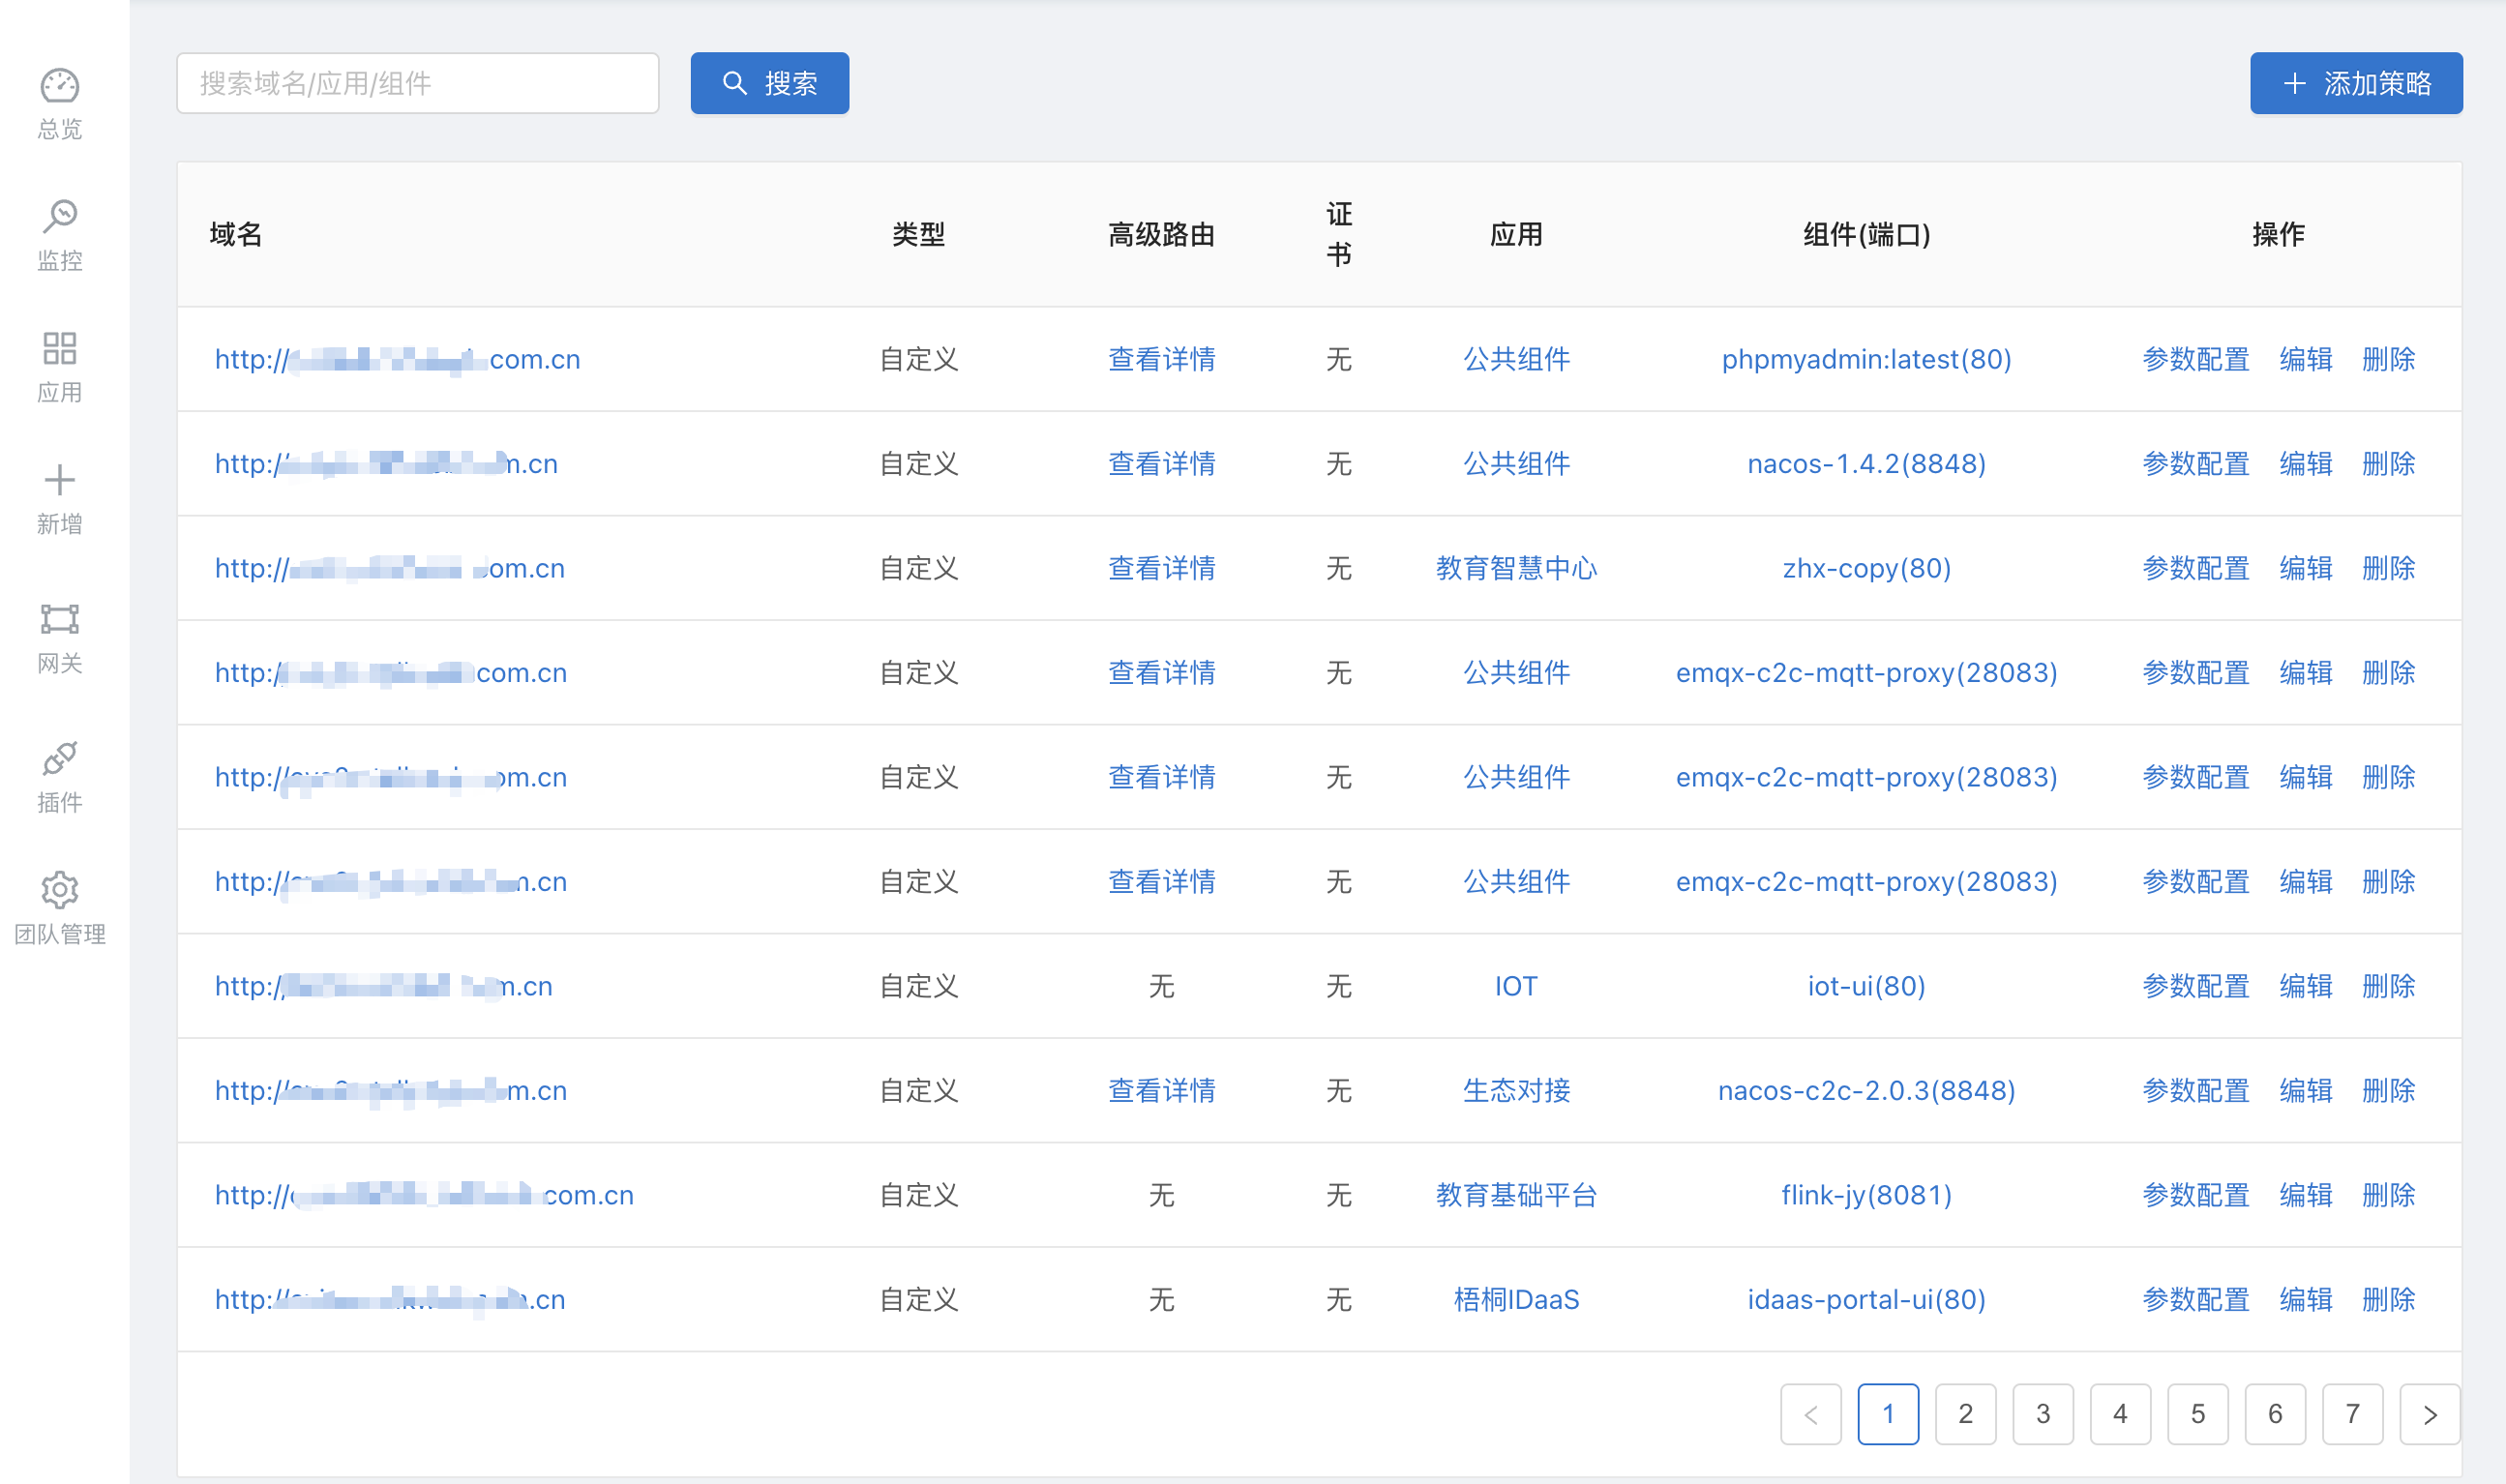 总览
监控
应用
新增
网关
插件
团队管理
搜索域名/应用/组件 搜索 添加策略
域名 类型 高级路由 证书 应用 组件(端口) 操作
http:// com.cn 自定义 查看详情 无 公共组件 phpmyadmin:latest(80) 参数配置 编辑 删除
http:/ m.cn 自定义 查看详情 无 公共组件 nacos-1.4.2(8848) 参数配置 编辑 删除
http:// om.cn 自定义 查看详情 无 教育智慧中心 zhx-copy(80) 参数配置 编辑 删除
http:/ com.cn 自定义 查看详情 无 公共组件 emqx-c2c-mqtt-proxy(28083) 参数配置 编辑 删除
http:// om.cn 自定义 查看详情 无 公共组件 emqx-c2c-mqtt-proxy(28083) 参数配置 编辑 删除
http:// .cn 自定义 查看详情 无 公共组件 emqx-c2c-mqtt-proxy(28083) 参数配置 编辑 删除
http:/ m.cn 自定义 无 无 IOT iot-ui(80) 参数配置 编辑 删除
http:// m.cn 自定义 查看详情 无 生态对接 nacos-c2c-2.0.3(8848) 参数配置 编辑 删除
http:// com.cn 自定义 无 无 教育基础平台 flink-jy(8081) 参数配置 编辑 删除
http:// .cn 自定义 无 无 梧桐IDaaS idaas-portal-ui(80) 参数配置 编辑 删除
1 2 3 4 5 6 7